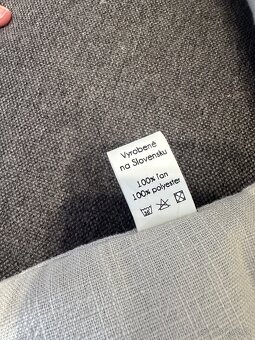 Vyrobené
na Slovensku
100% ľan
100% polyester